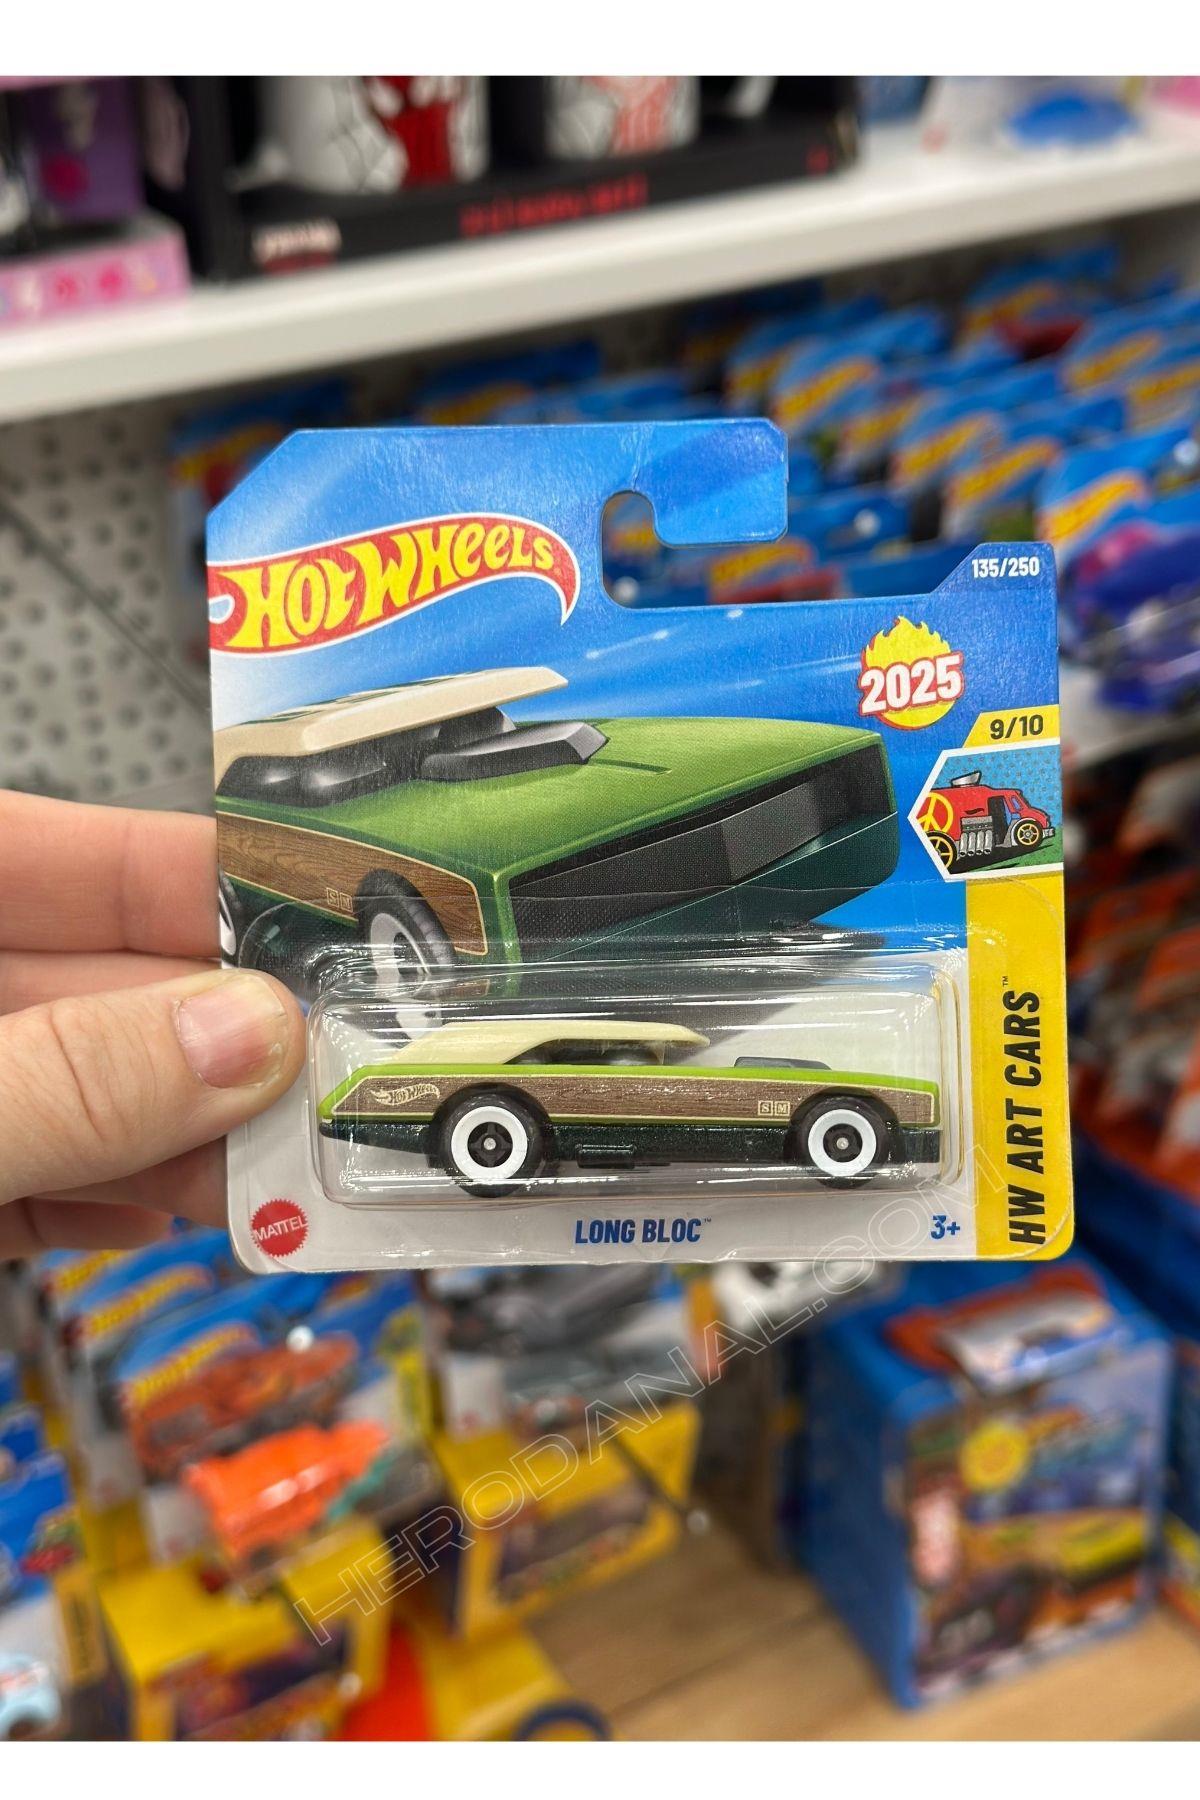 HOT WHEELS
135/250
2025
9/10
HW ART CARS™
S M
HOT WHEELS
S M
MATTEL
LONG BLOC™
3+
HERODANAL.COM